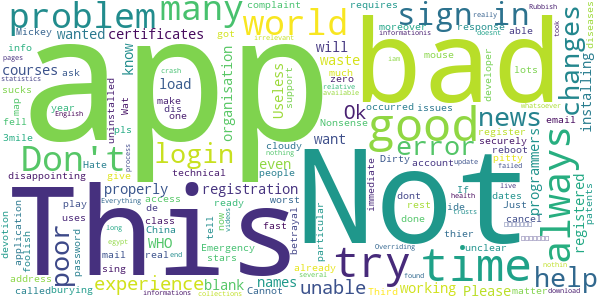 problem
many
complaint
requires
Mickey
wanted
certificates
world
sign in
really
Rubbish
info
know
got
irrelevant
moreover
response
doesnt
took
courses
ask
will
waste
mouse
able
pages
statistics
crash
much
zero
developer
lots
diseases
sucks
year
load
organisation
Useless
support
relative
available
occurred
issues
installing
changes
map
English
uninstalled
Wat
make
dis
one
Ok
news
email
fell
pls
Nonsense
error
register
3mile
process
technical
want
securely
reboot
app
bad
Don't
Hate
login
even
cloudy
good
programmers
registered
always
disappointing
give
people
Dirty
account
update
pitty
failed
patents
This
Not
properly
registration
immediate
If
health
live
poor
play
access
de
ready
worst
dont
rest
dates
Just
devotion
application
foolish
uses
password
Everything
class
China
WHO
now
videos
tell
fast
betrayal
particular
try
ide
done
cancel
time
long
mail
egypt
real
end
Emergency
stars
several
names
Cannot
nothing
unclear
thier
Overriding
address
sing
called
burying
experience
blank
already
unable
Third
found
working
Please
matter
help
informations
collections
download